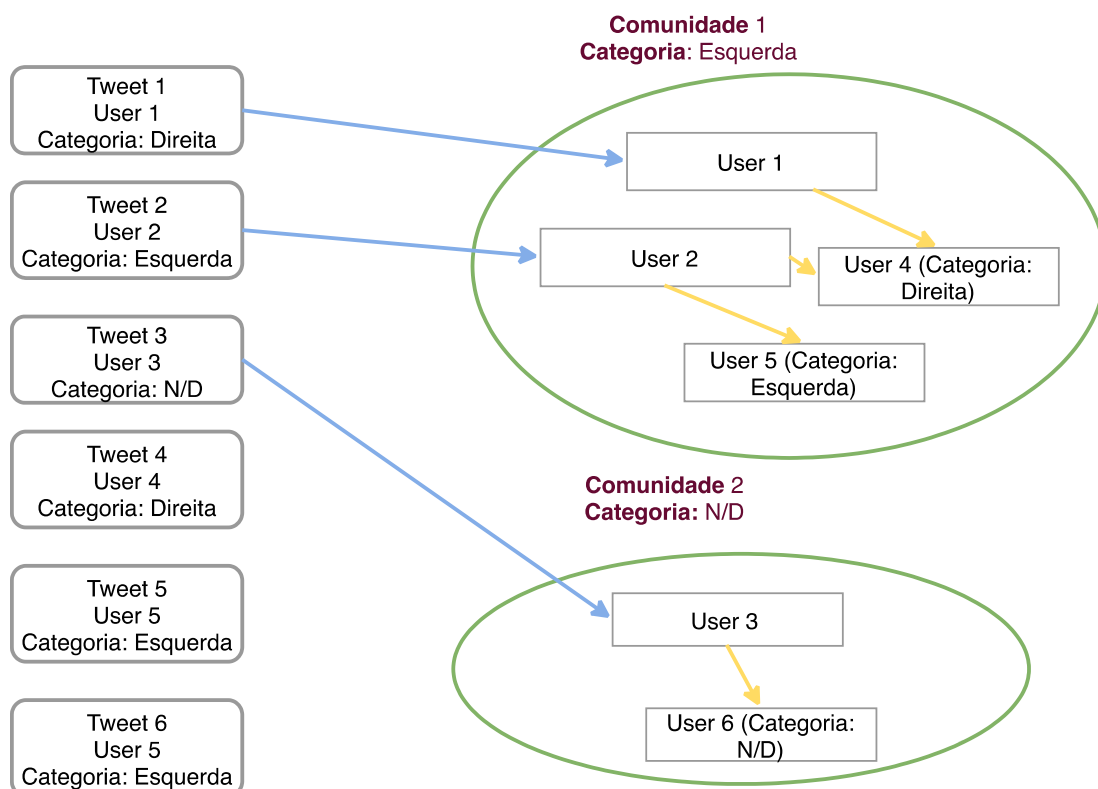 Tweet 1
User 1
Categoria: Direita
Tweet 2
User 2
Categoria: Esquerda
Tweet 3
User 3
Categoria: N/D
Tweet 4
User 4
Categoria: Direita
Tweet 5
User 5
Categoria: Esquerda
Tweet 6
User 5
Categoria: Esquerda
Comunidade 1
Categoria: Esquerda
User 1
User 2
User 4 (Categoria:
Direita)
User 5 (Categoria:
Esquerda)
Comunidade 2
Categoria: N/D
User 3
User 6 (Categoria:
N/D)